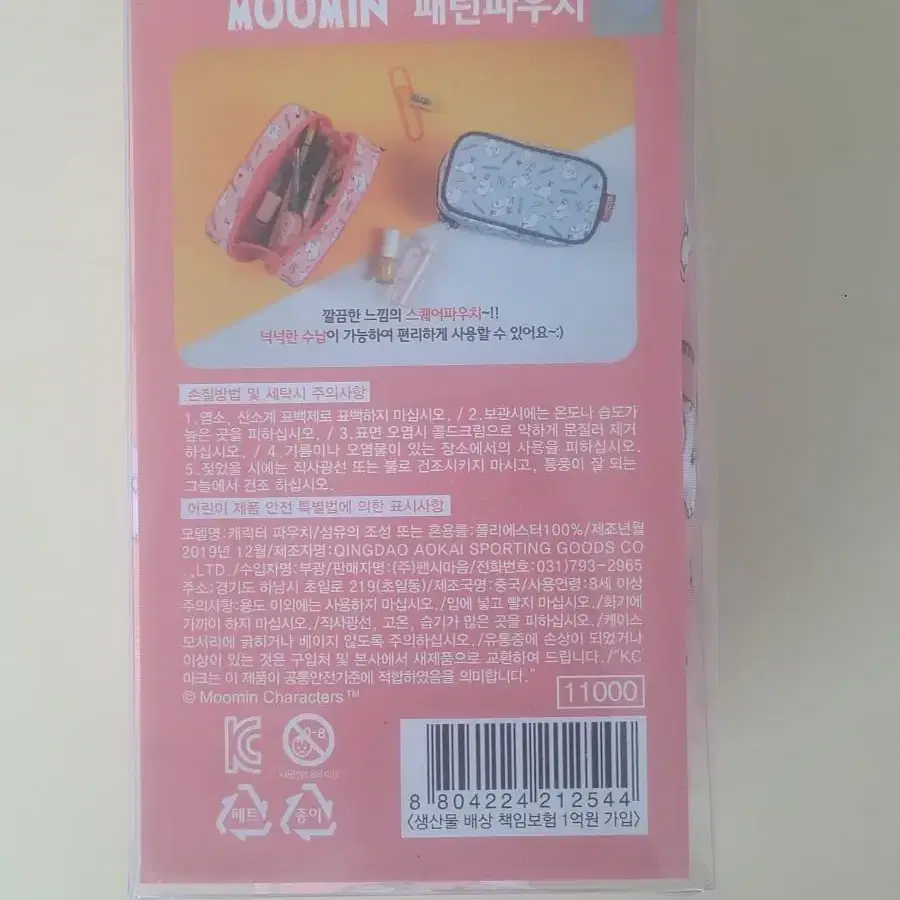 MOOMIN 패턴파우치
깔끔한 느낌의 스퀘어파우치~!!
넉넉한 수납이 가능하여 편리하게 사용할 수 있어요~:)
손질방법 및 세탁시 주의사항
1.염소, 산소계 표백제로 표백하지 마십시오. / 2.보관시에는 온도나 습도가
높은 곳을 피하십시오. / 3.표면 오염시 콜드크림으로 약하게 문질러 제거
하십시오. / 4.기름이나 오염물이 있는 장소에서의 사용을 피하십시오.
5.젖었을 시에는 직사광선 또는 불로 건조시키지 마시고, 통풍이 잘 되는
그늘에서 건조 하십시오.
어린이 제품 안전 특별법에 의한 표시사항
모델명:캐릭터 파우치/섬유의 조성 또는 혼용률:폴리에스터100%/제조년월
2019년 12월/제조자명:QINGDAO AOKAI SPORTING GOODS CO
.,LTD./수입자명:부광/판매자명:(주)팬시마음/전화번호:031)793-2965
주소:경기도 하남시 초일로 219(초일동)/제조국명:중국/사용연령:8세 이상
주의사항:용도 이외에는 사용하지 마십시오./입에 넣고 빨지 마십시오./화기에
가까이 하지 마십시오./직사광선, 고온, 습기가 많은 곳을 피하십시오./케이스
모서리에 긁히거나 베이지 않도록 주의하십시오./유통중에 손상이 되었거나
이상이 있는 것은 구입처 및 본사에서 새제품으로 교환하여 드립니다./"KC
마크는 이 제품이 공통안전기준에 적합하였음을 의미합니다."
© Moomin Characters™
11000
KC
0-8
페트
종이
8 804224 212544
<생산물 배상 책임보험 1억원 가입>